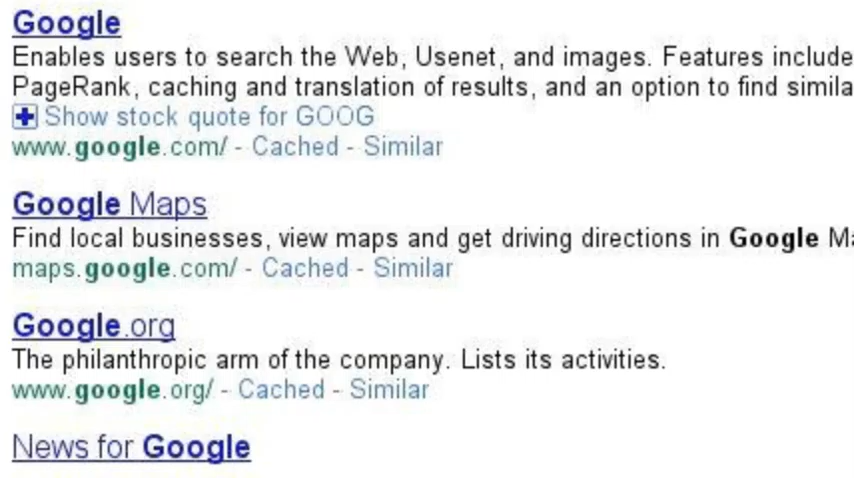 Google
Enables users to search the Web, Usenet, and images. Features include
PageRank, caching and translation of results, and an option to find simila
Show stock quote for GOOG
www.google.com/ - Cached - Similar
Google Maps
Find local businesses, view maps and get driving directions in Google Ma
maps.google.com/ - Cached - Similar
Google.org
The philanthropic arm of the company. Lists its activities.
www.google.org/ - Cached - Similar
News for Google